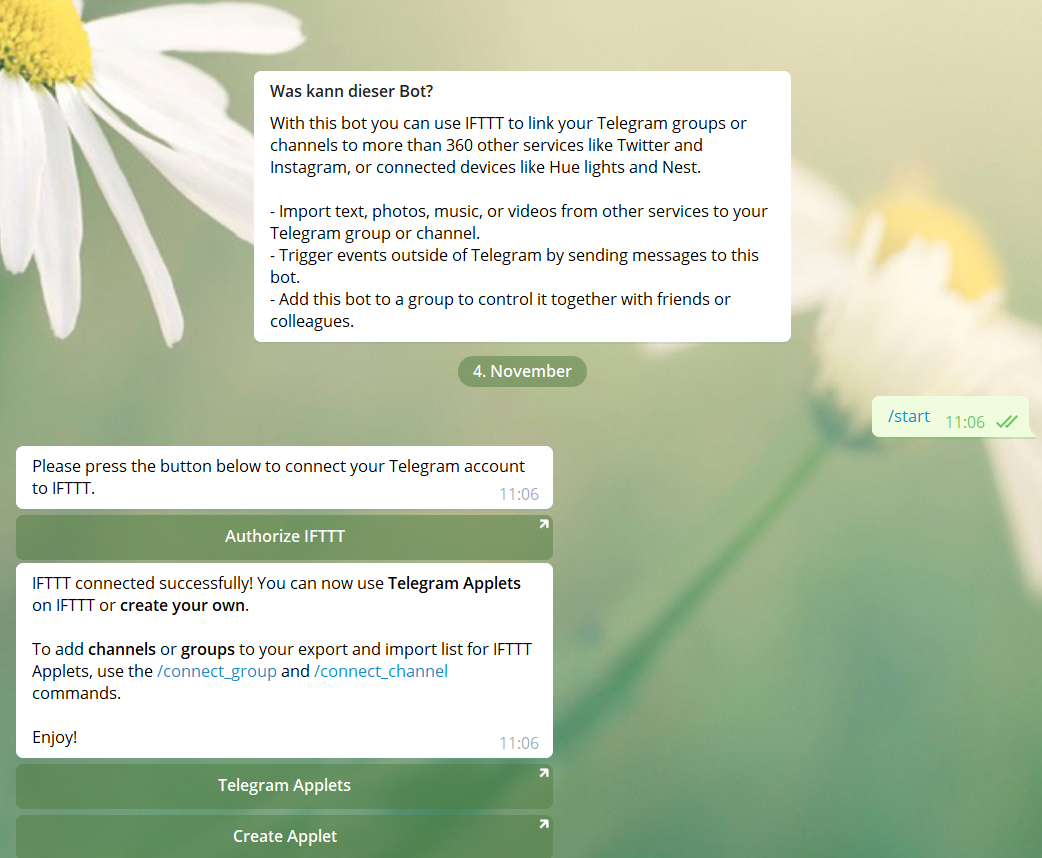 Was kann dieser Bot?
With this bot you can use IFTTT to link your Telegram groups or
channels to more than 360 other services like Twitter and
Instagram, or connected devices like Hue lights and Nest.
- Import text, photos, music, or videos from other services to your
Telegram group or channel.
- Trigger events outside of Telegram by sending messages to this
bot.
- Add this bot to a group to control it together with friends or
colleagues.
4. November
/start 11:06
Please press the button below to connect your Telegram account
to IFTTT.
11:06
Authorize IFTTT
IFTTT connected successfully! You can now use Telegram Applets
on IFTTT or create your own.
To add channels or groups to your export and import list for IFTTT
Applets, use the /connect_group and /connect_channel
commands.
Enjoy!
11:06
Telegram Applets
Create Applet